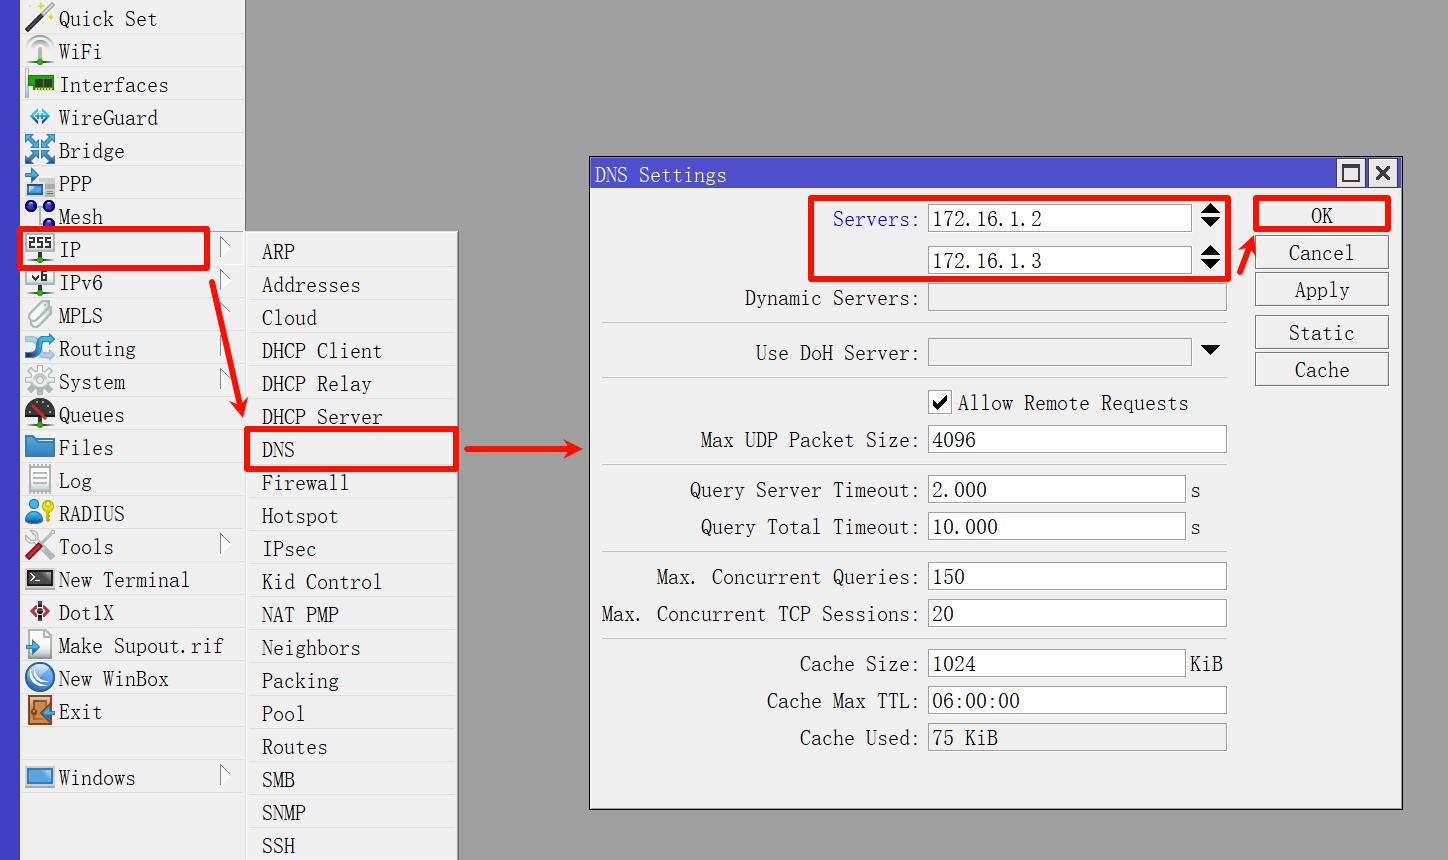 Quick Set
WiFi
Interfaces
WireGuard
Bridge
PPP
Mesh
255
IP
v6
IPv6
MPLS
Routing
System
Queues
Files
Log
RADIUS
Tools
New Terminal
Dot1X
Make Supout.rif
New WinBox
Exit
Windows
ARP
Addresses
Cloud
DHCP Client
DHCP Relay
DHCP Server
DNS
Firewall
Hotspot
IPsec
Kid Control
NAT PMP
Neighbors
Packing
Pool
Routes
SMB
SNMP
SSH
DNS Settings
Servers: 172.16.1.2
172.16.1.3
Dynamic Servers:
Use DoH Server:
Allow Remote Requests
Max UDP Packet Size: 4096
Query Server Timeout: 2.000 s
Query Total Timeout: 10.000 s
Max. Concurrent Queries: 150
Max. Concurrent TCP Sessions: 20
Cache Size: 1024 KiB
Cache Max TTL: 06:00:00
Cache Used: 75 KiB
OK
Cancel
Apply
Static
Cache